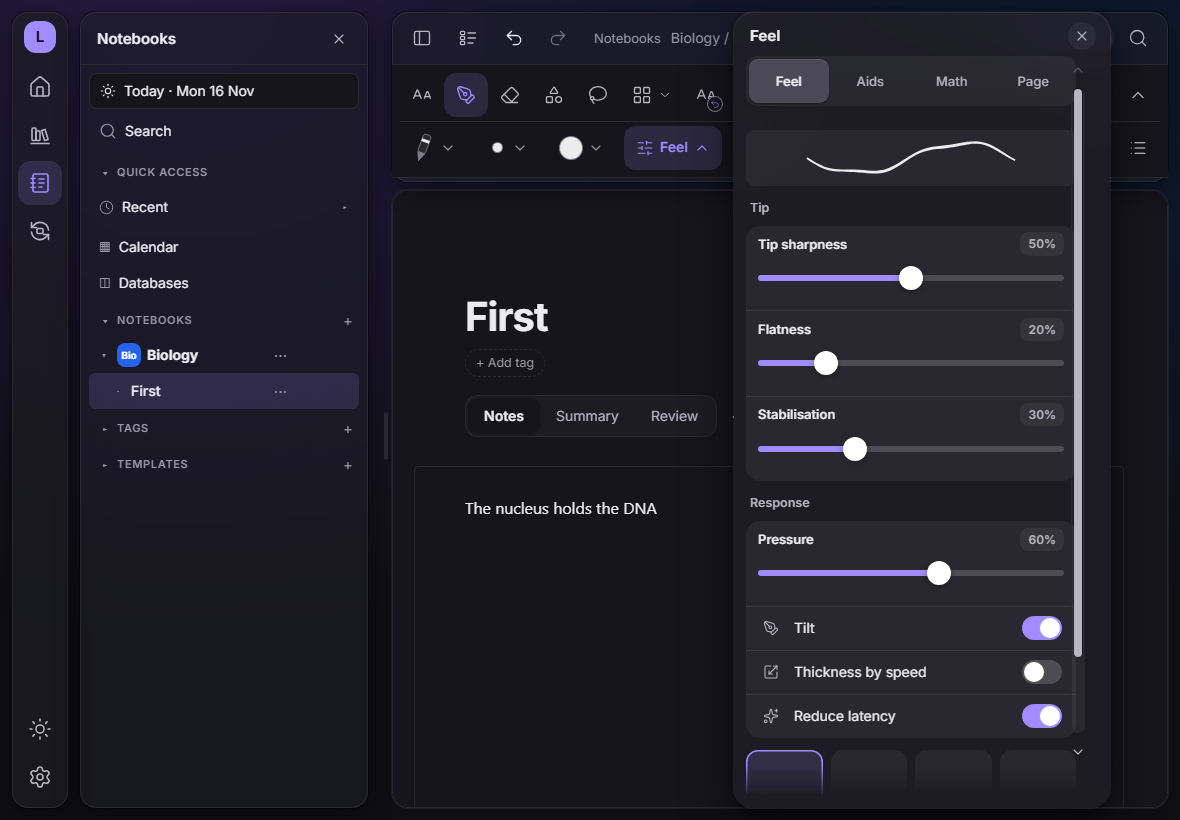 L
Notebooks
Today · Mon 16 Nov
Search
QUICK ACCESS
Recent
Calendar
Databases
NOTEBOOKS
Bio Biology
First
TAGS
TEMPLATES
Notebooks Biology /
AA
AA
Feel
First
+ Add tag
Notes Summary Review
The nucleus holds the DNA
Feel
Feel Aids Math Page
Tip
Tip sharpness 50%
Flatness 20%
Stabilisation 30%
Response
Pressure 60%
Tilt
Thickness by speed
Reduce latency